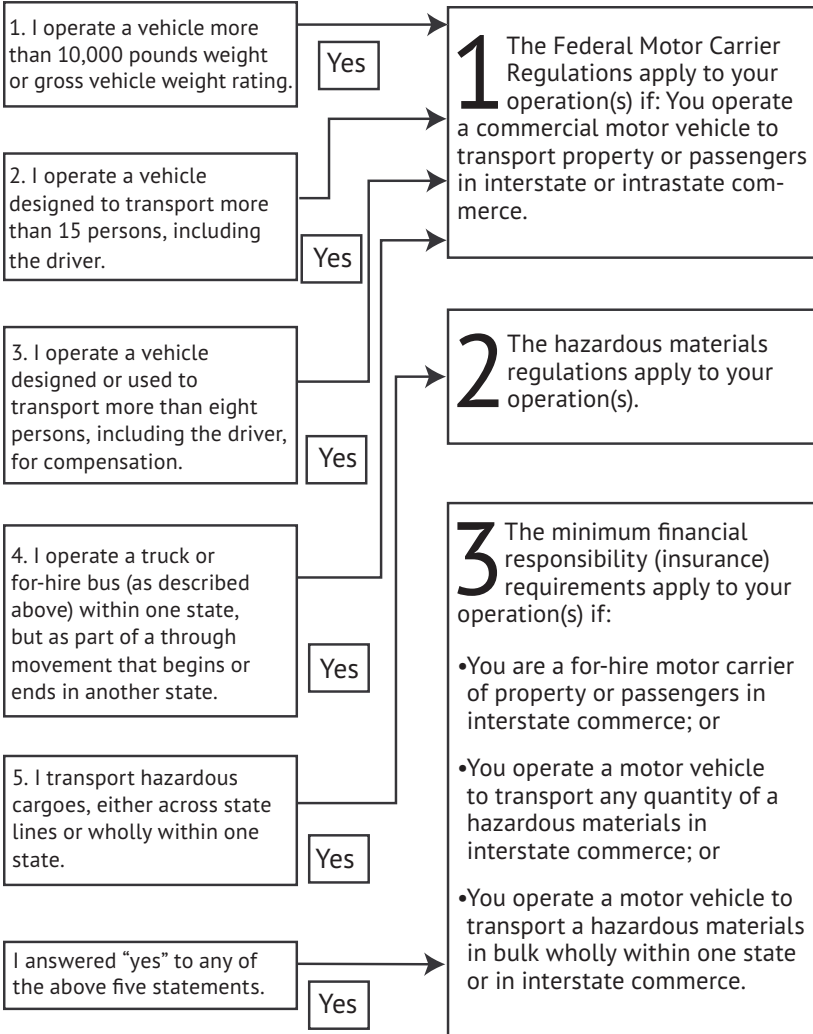 1. I operate a vehicle more
than 10,000 pounds weight
or gross vehicle weight rating.
Yes
2. I operate a vehicle
designed to transport more
than 15 persons, including
the driver.
Yes
3. I operate a vehicle
designed or used to
transport more than eight
persons, including the driver,
for compensation.
Yes
4. I operate a truck or
for-hire bus (as described
above) within one state,
but as part of a through
movement that begins or
ends in another state.
Yes
5. I transport hazardous
cargoes, either across state
lines or wholly within one
state.
Yes
I answered “yes” to any of
the above five statements.
Yes
1 The Federal Motor Carrier
Regulations apply to your
operation(s) if: You operate
a commercial motor vehicle to
transport property or passengers
in interstate or intrastate com-
merce.
2 The hazardous materials
regulations apply to your
operation(s).
3 The minimum financial
responsibility (insurance)
requirements apply to your
operation(s) if:
•You are a for-hire motor carrier
of property or passengers in
interstate commerce; or
•You operate a motor vehicle
to transport any quantity of a
hazardous materials in
interstate commerce; or
•You operate a motor vehicle to
transport a hazardous materials
in bulk wholly within one state
or in interstate commerce.